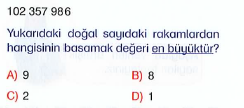 102 357 986
Yukarıdaki doğal sayıdaki rakamlardan
hangisinin basamak değeri en büyüktür?
A) 9 B) 8
C) 2 D) 1